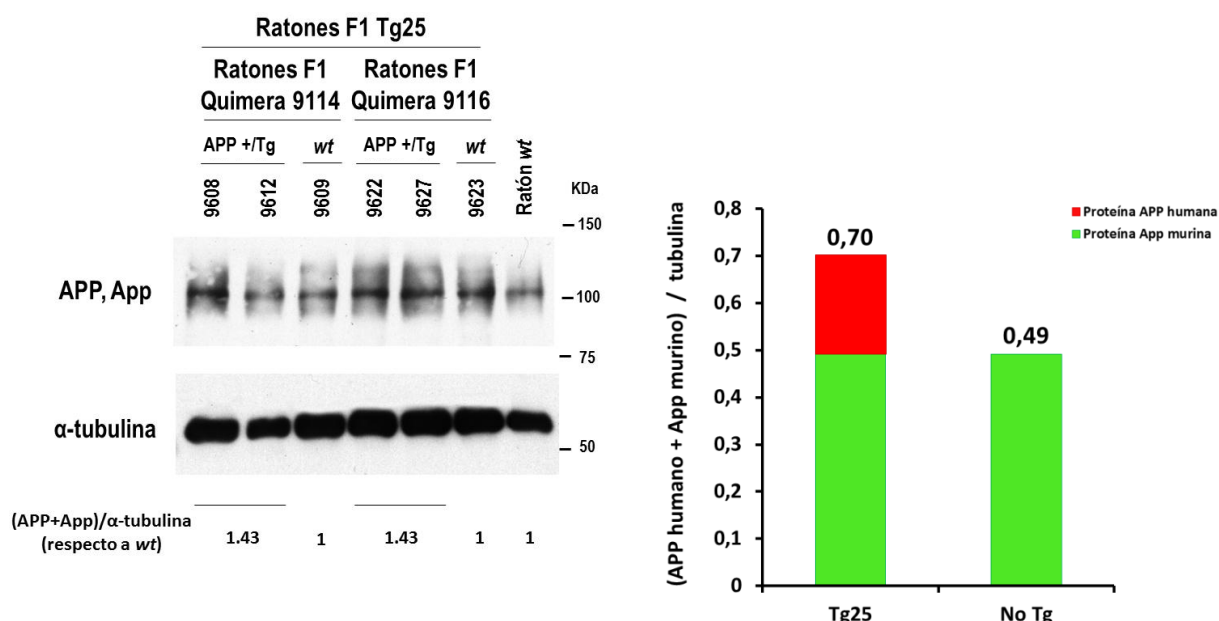 Ratones F1 Tg25
Ratones F1
Quimera 9114
Ratones F1
Quimera 9116
APP +/Tg
wt
APP +/Tg
wt
9608
9612
9609
9622
9627
9623
Ratón wt
KDa
150
APP, App
100
75
α-tubulina
50
(APP+App)/α-tubulina
(respecto a wt)
1.43
1
1.43
1
1
(APP humano + App murino) / tubulina
0,8
0,7
0,6
0,5
0,4
0,3
0,2
0,1
0
0,70
0,49
Tg25
No Tg
Proteína APP humana
Proteína App murina